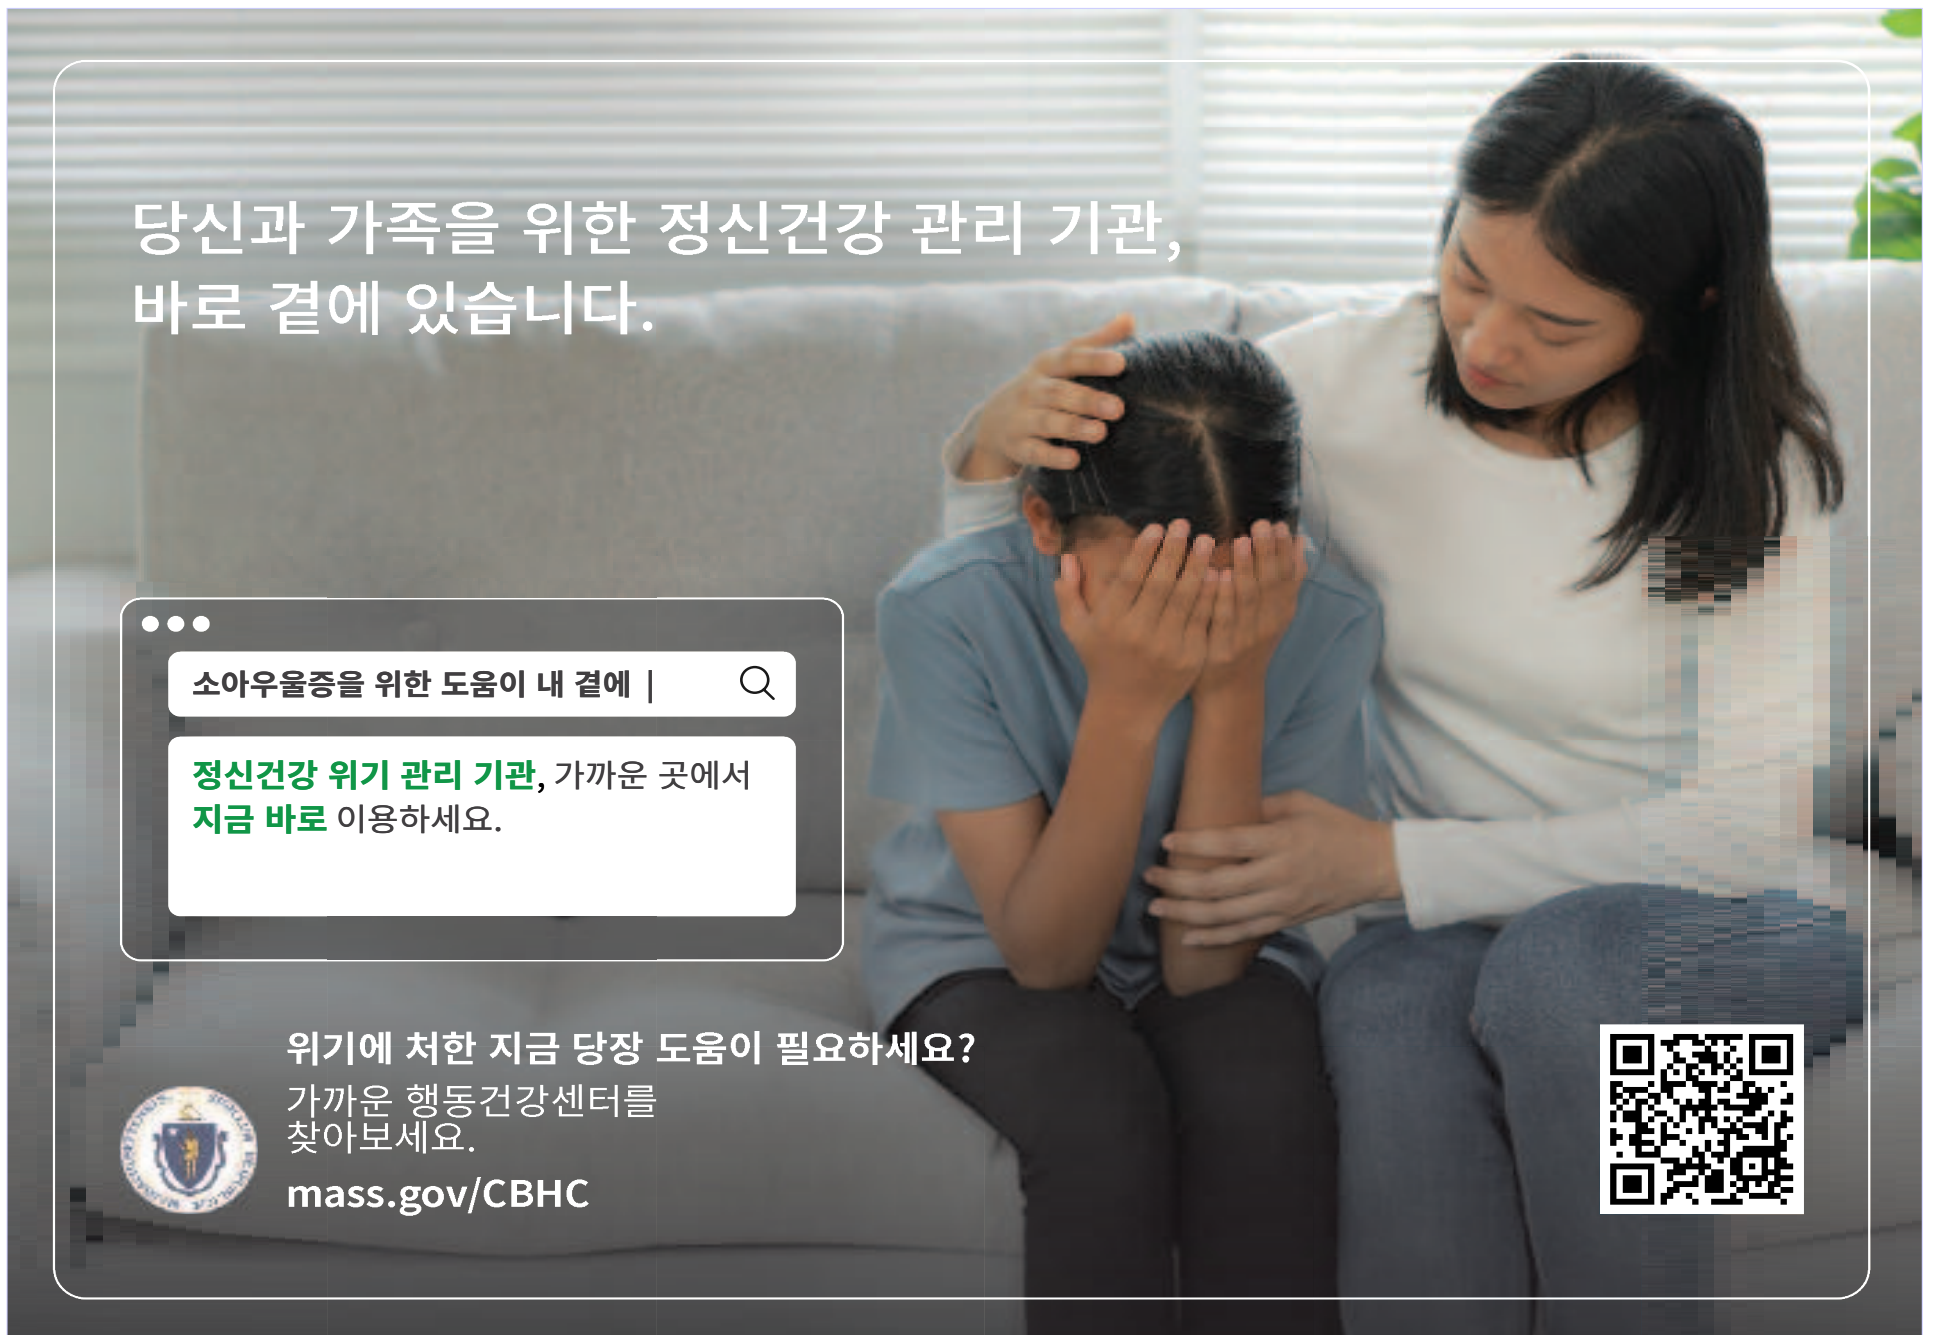 당신과 가족을 위한 정신건강 관리 기관,
바로 곁에 있습니다.
소아우울증을 위한 도움이 내 곁에 |
정신건강 위기 관리 기관, 가까운 곳에서
지금 바로 이용하세요.
위기에 처한 지금 당장 도움이 필요하세요?
가까운 행동건강센터를
찾아보세요.
mass.gov/CBHC